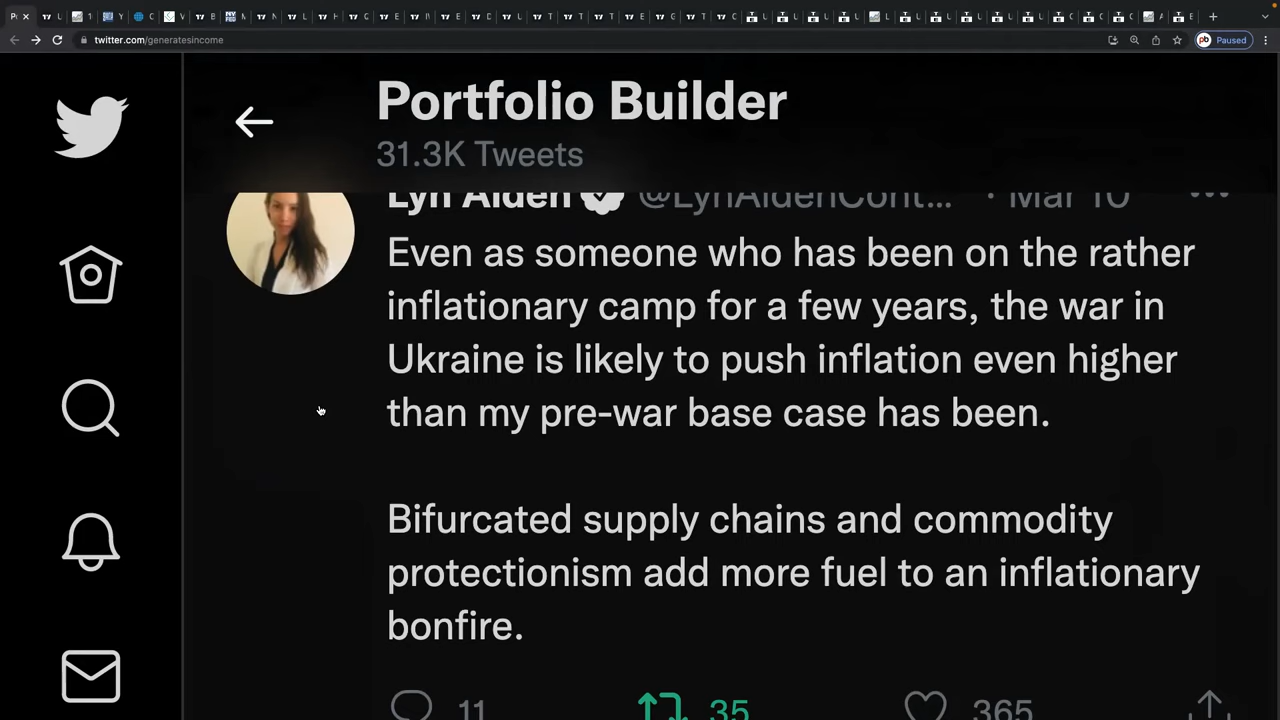 twitter.com/generatesincome
Paused
Portfolio Builder
31.3K Tweets
Lyn Alden @LynAldenCont... · Mar 10
Even as someone who has been on the rather
inflationary camp for a few years, the war in
Ukraine is likely to push inflation even higher
than my pre-war base case has been.
Bifurcated supply chains and commodity
protectionism add more fuel to an inflationary
bonfire.
11 35 365